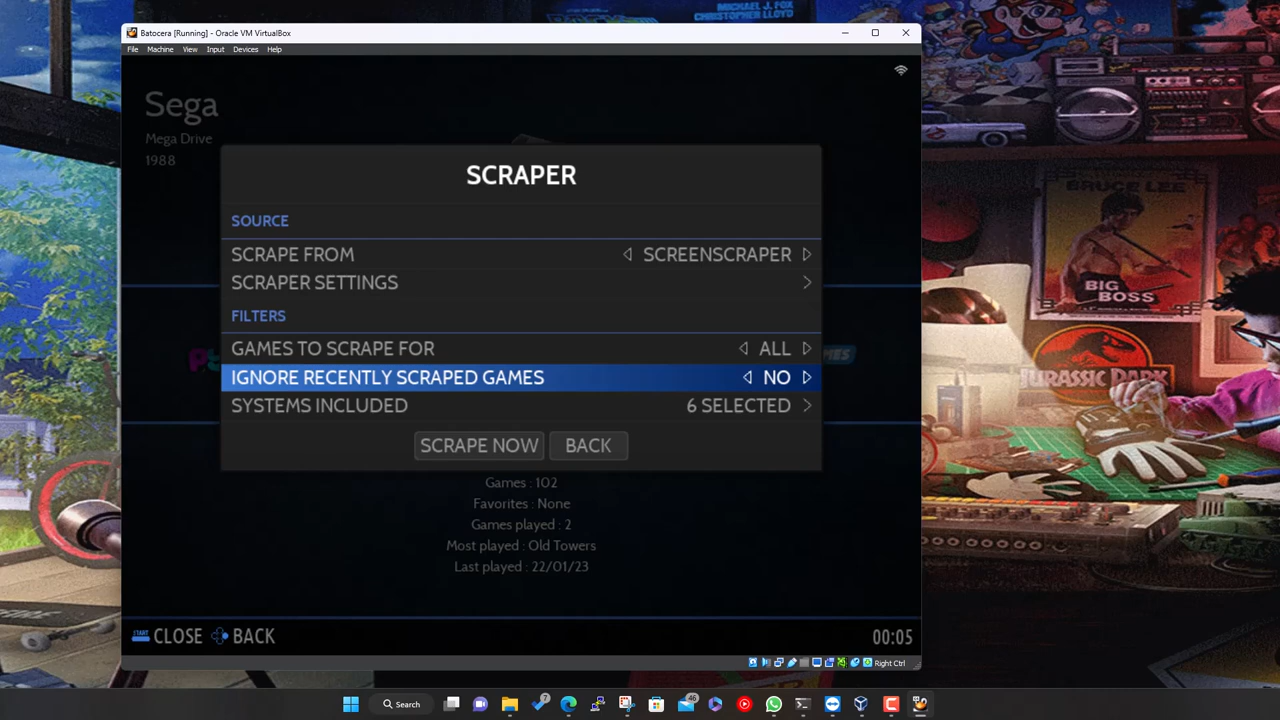 MICHAEL J. FOX
CHRISTOPHER LLOYD
Batocera [Running] - Oracle VM VirtualBox
File Machine View Input Devices Help
Sega
Mega Drive
1988
SCRAPER
SOURCE
SCRAPE FROM SCREENSCRAPER
SCRAPER SETTINGS
FILTERS
GAMES TO SCRAPE FOR ALL
IGNORE RECENTLY SCRAPED GAMES NO
SYSTEMS INCLUDED 6 SELECTED
SCRAPE NOW BACK
Games : 102
Favorites : None
Games played : 2
Most played : Old Towers
Last played : 22/01/23
START CLOSE BACK 00:05
Right Ctrl
BRUCE LEE
BIG
BOSS
JURASSIC PARK
Search 7 46